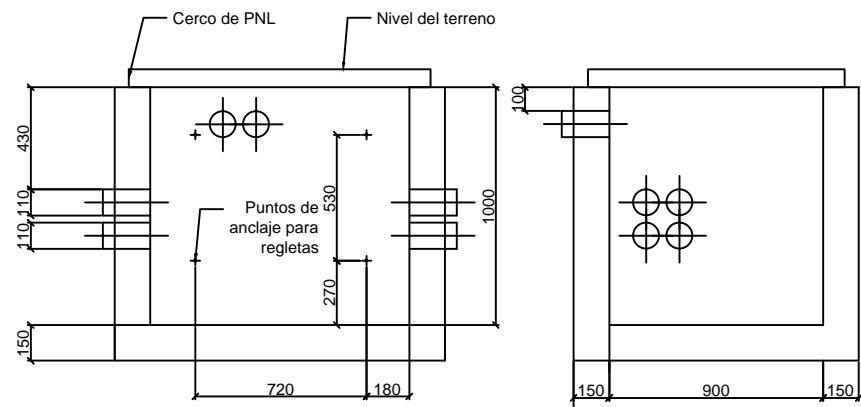 Cerco de PNL
Nivel del terreno
430
110
110
150
Puntos de
anclaje para
regletas
530
270
1000
720
180
100
150
900
150